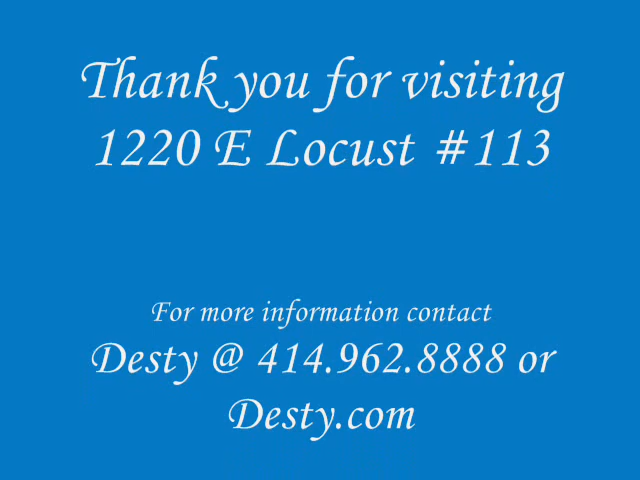 Thank you for visiting
1220 E Locust #113
For more information contact
Desty @ 414.962.8888 or
Desty.com